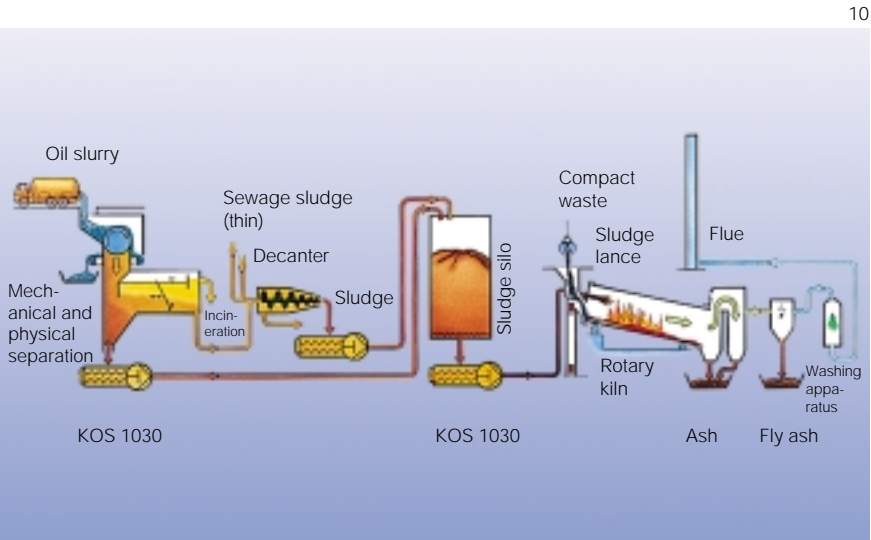 10
Oil slurry
Mech-
anical and
physical
separation
Sewage sludge
(thin)
Decanter
Incin-
eration
Sludge
Sludge silo
Compact
waste
Sludge
lance
Flue
Rotary
kiln
Washing
appa-
ratus
KOS 1030
KOS 1030
Ash
Fly ash